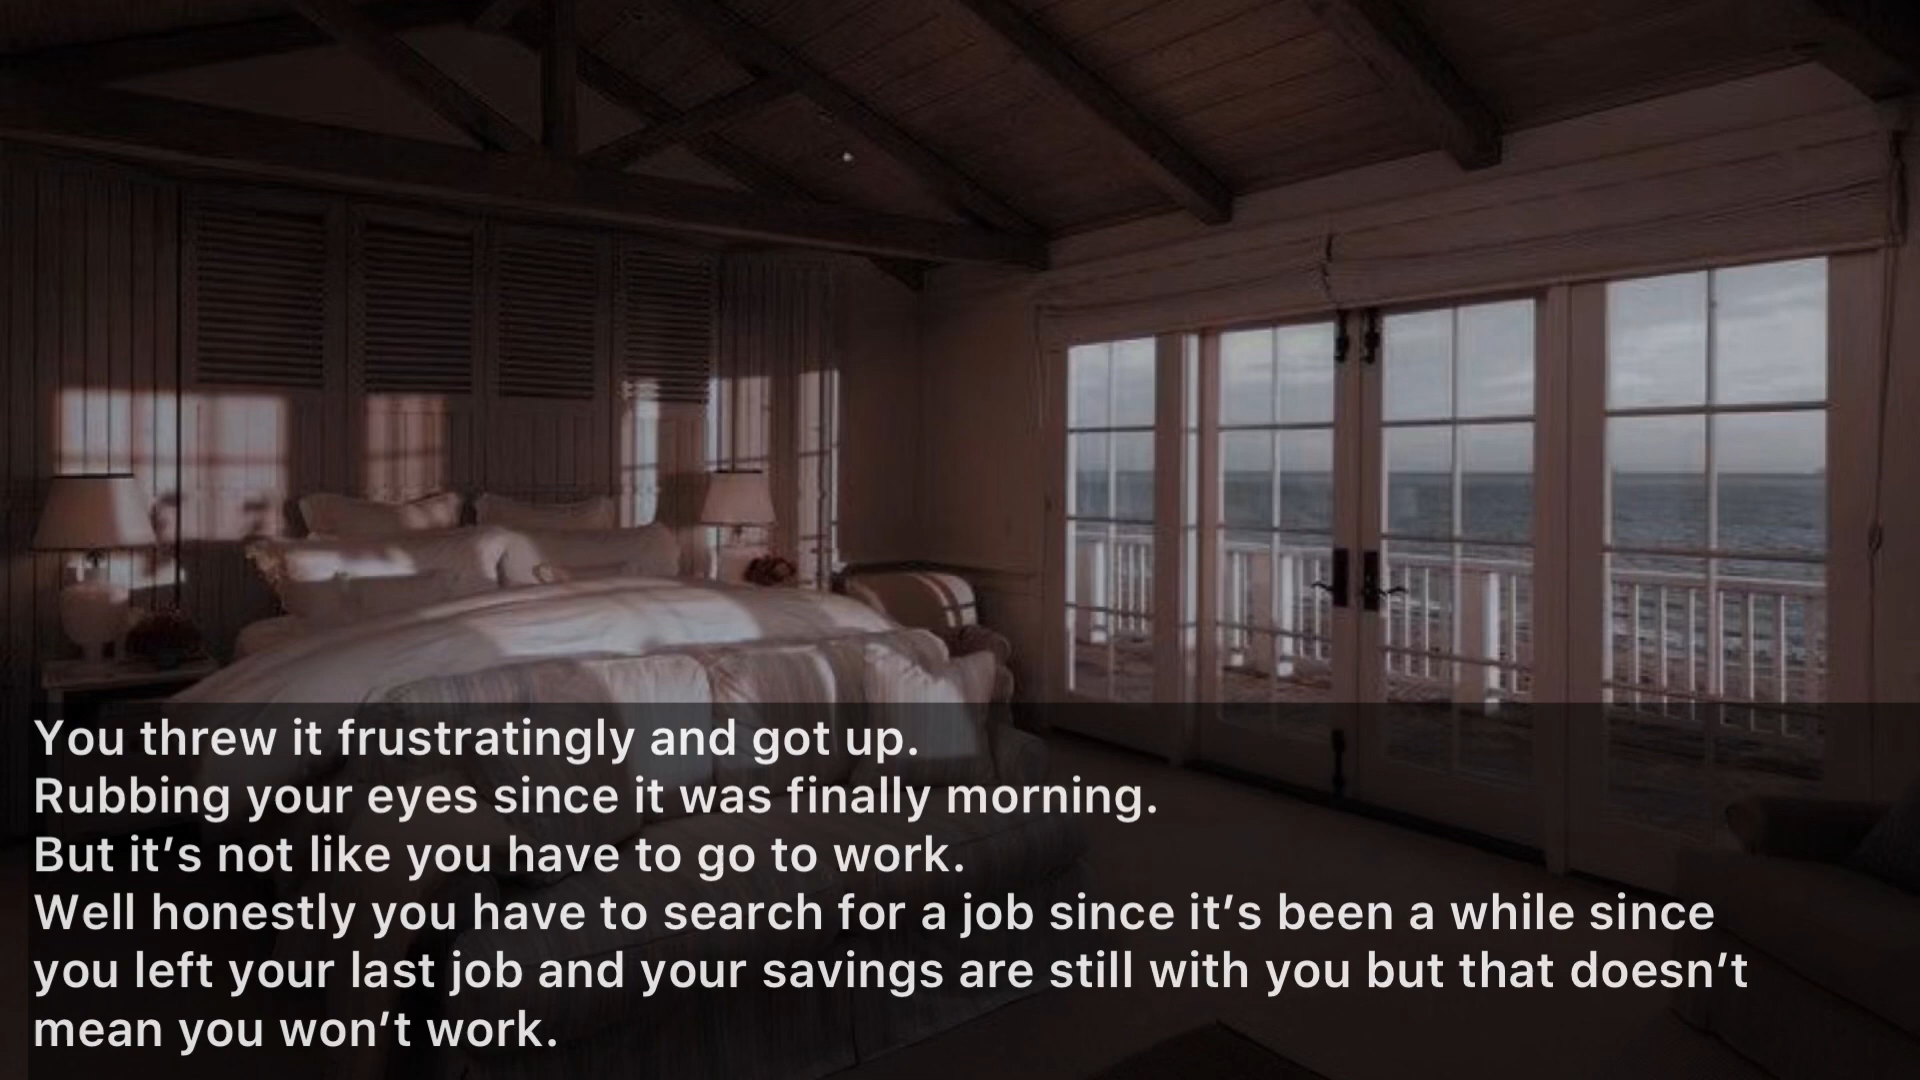 You threw it frustratingly and got up.
Rubbing your eyes since it was finally morning.
But it’s not like you have to go to work.
Well honestly you have to search for a job since it’s been a while since
you left your last job and your savings are still with you but that doesn’t
mean you won’t work.